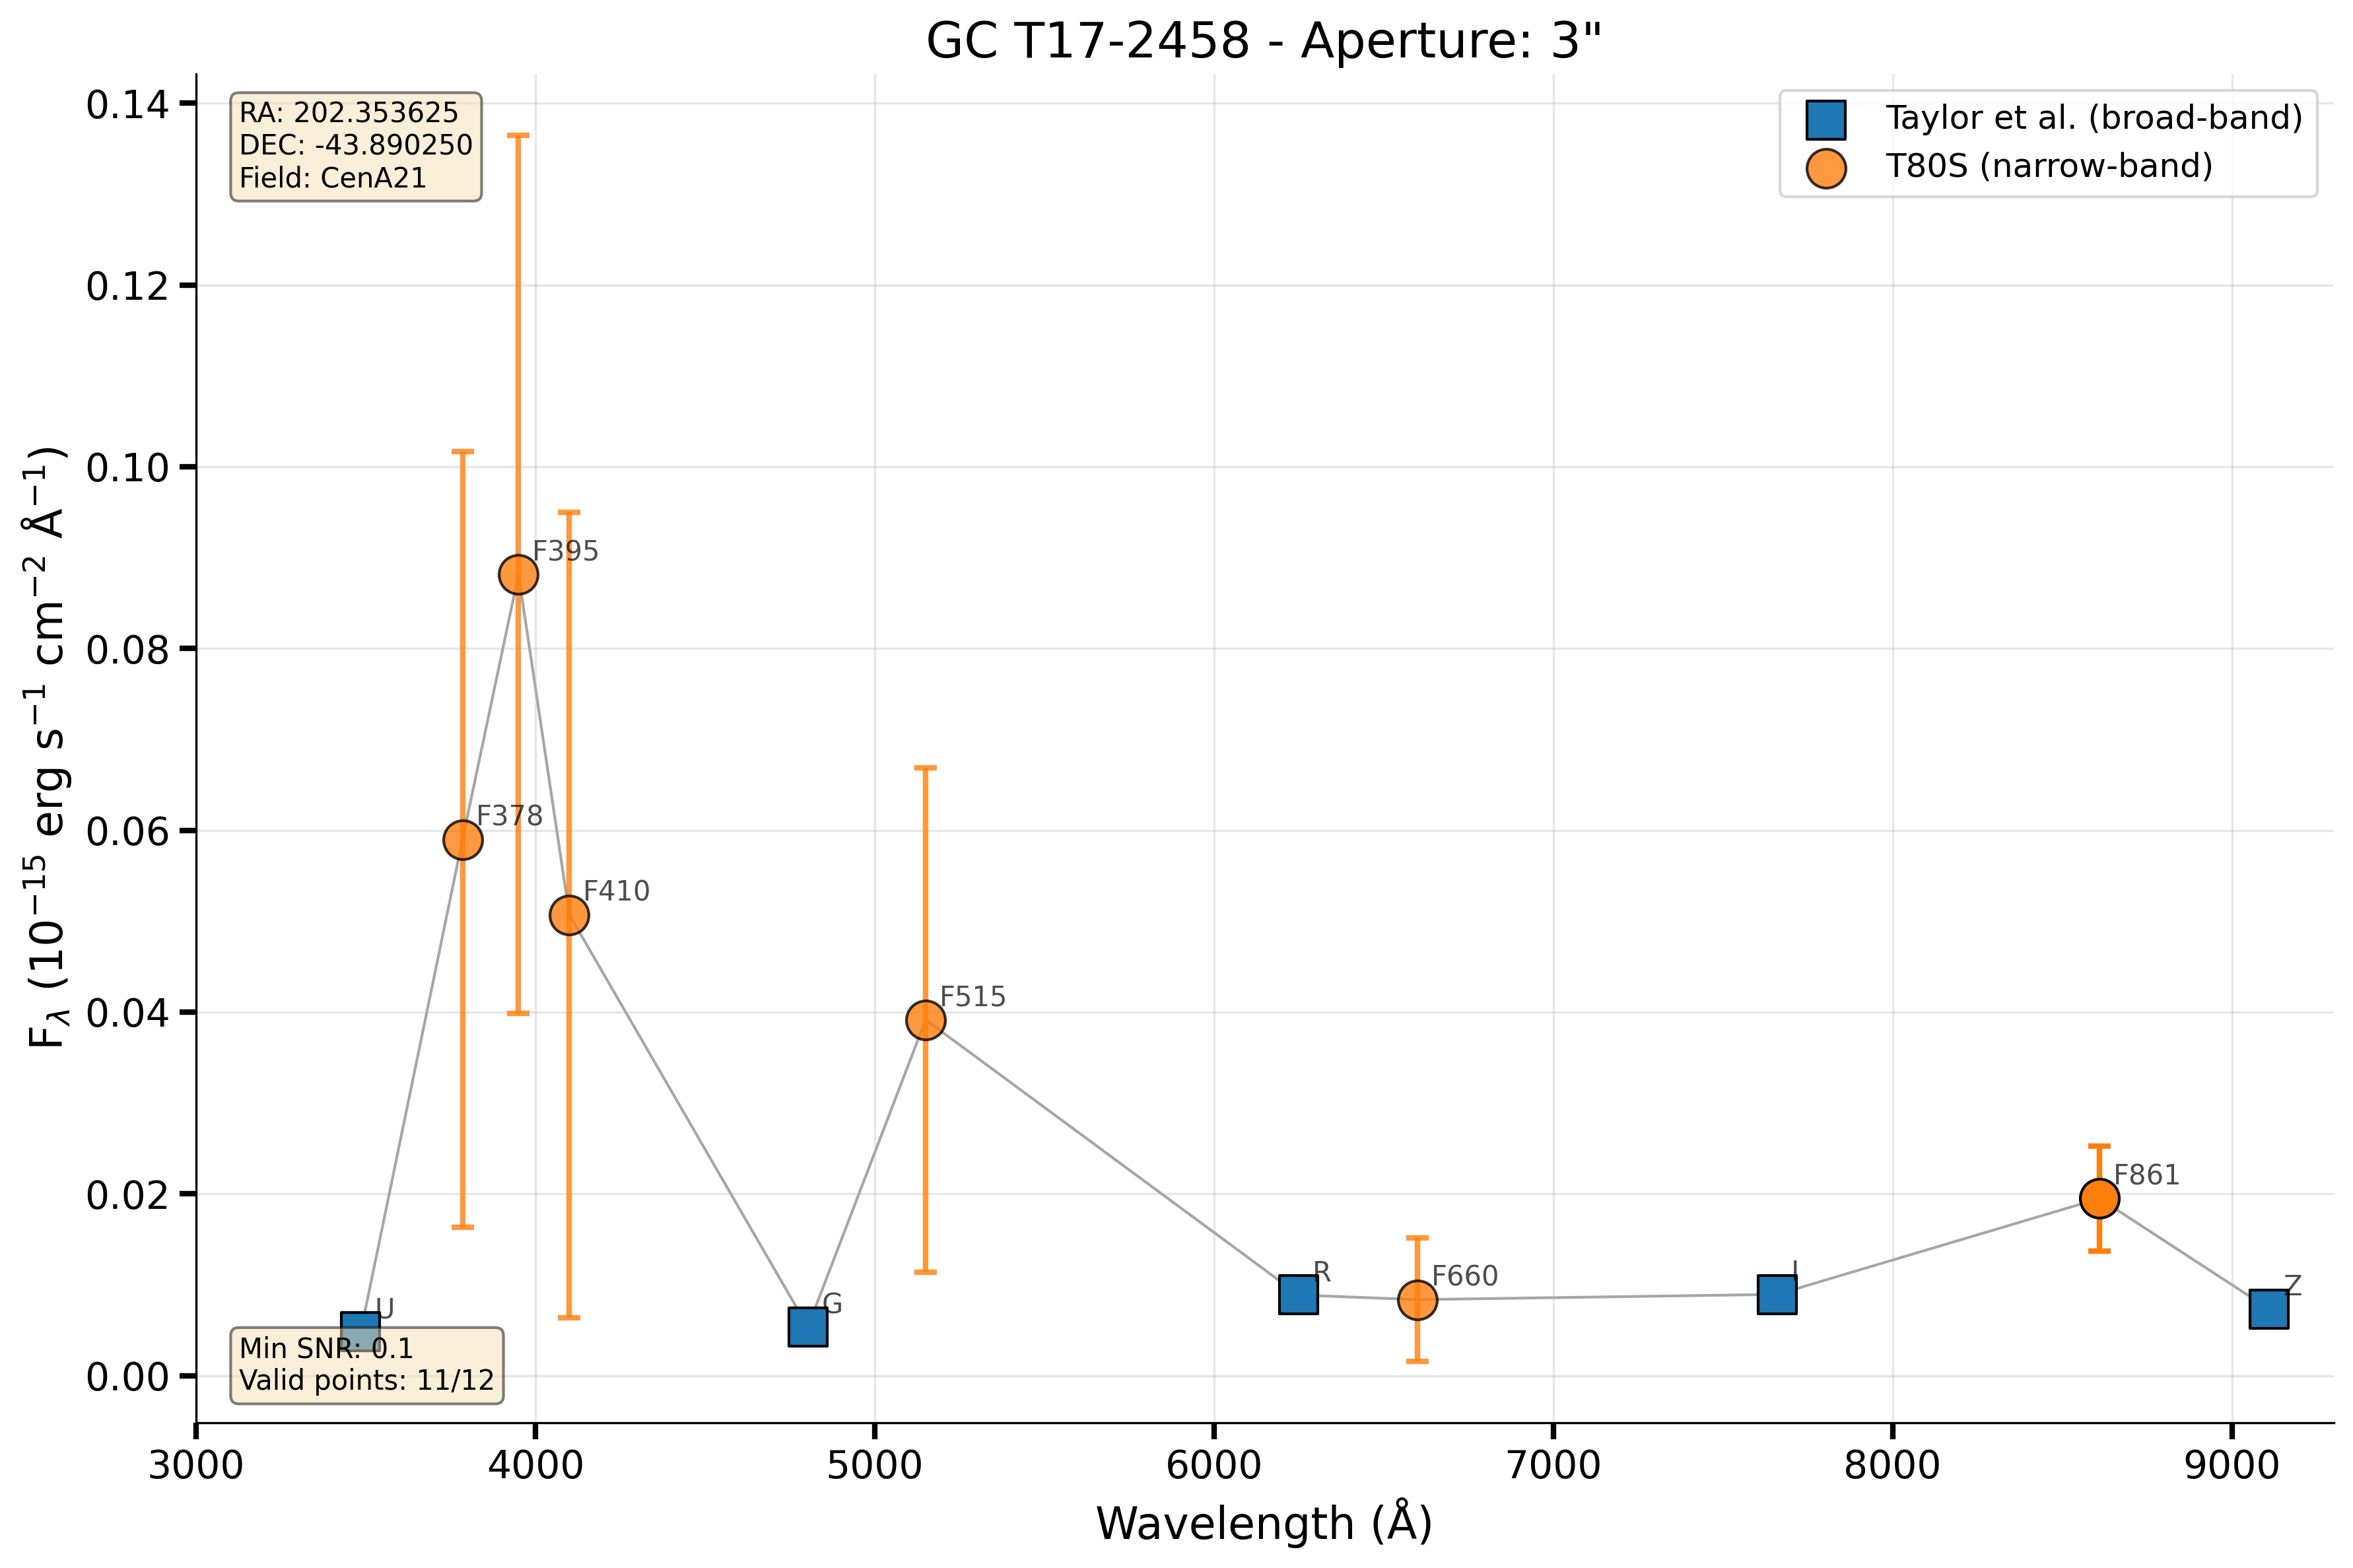 GC T17-2458 - Aperture: 3"
RA: 202.353625
DEC: -43.890250
Field: CenA21
Taylor et al. (broad-band)
T80S (narrow-band)
0.14
0.12
0.10
0.08
0.06
0.04
0.02
0.00
F$_{λ}$ (10$^{−15}$ erg s$^{−1}$ cm$^{−2}$ Å$^{−1}$)
F395
F378
F410
F515
F861
F660
R
I
Z
U
G
Min SNR: 0.1
Valid points: 11/12
3000 4000 5000 6000 7000 8000 9000
Wavelength (Å)